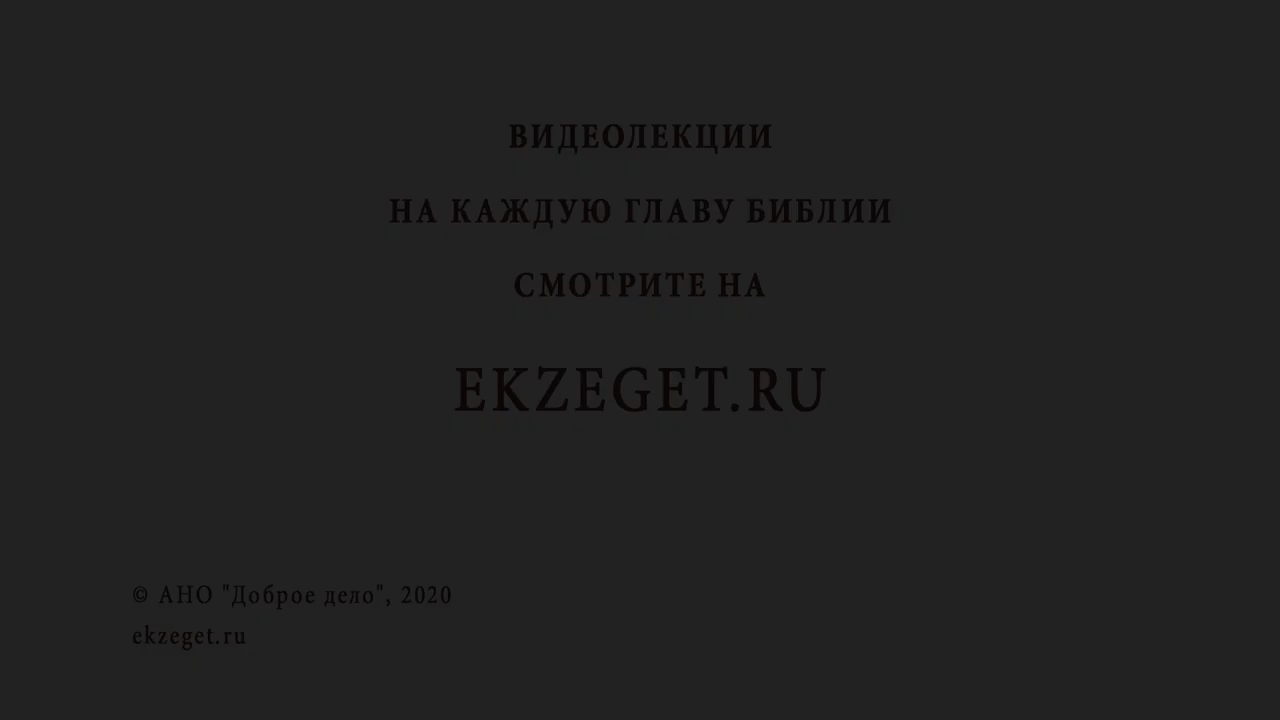 ВИДЕОЛЕКЦИИ
НА КАЖДУЮ ГЛАВУ БИБЛИИ
СМОТРИТЕ НА
EKZEGET.RU
© АНО "Доброе дело", 2020
ekzeget.ru